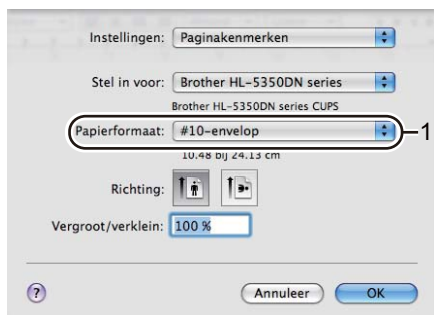 Instellingen: Paginakenmerken
Stel in voor: Brother HL-5350DN series
Brother HL-5350DN series CUPS
Papierformaat: #10-envelop 1
10.48 bij 24.13 cm
Richting:
Vergroot/verklein: 100 %
? Annuleer OK